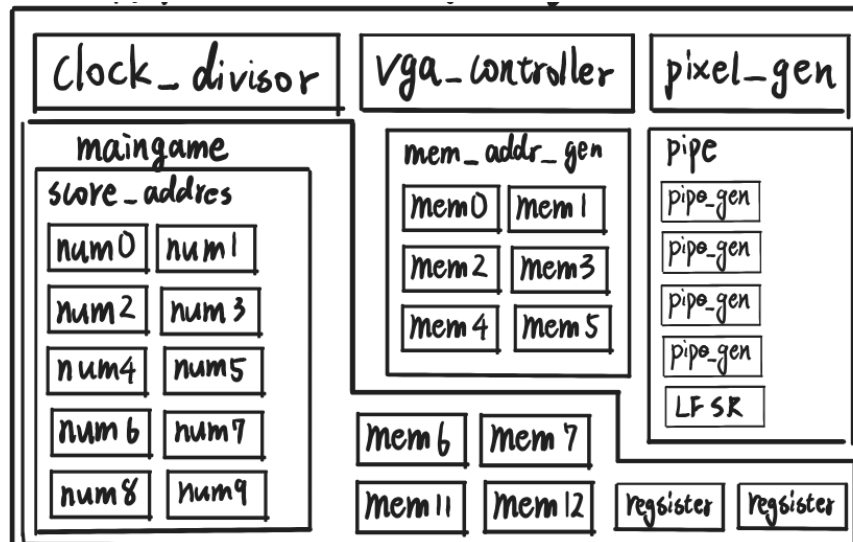 clock_divisor
vga_controller
pixel_gen
maingame
score_addres
num0 num1
num2 num3
num4 num5
num6 num7
num8 num9
mem_addr_gen
mem0 mem1
mem2 mem3
mem4 mem5
pipe
pipe_gen
pipe_gen
pipe_gen
pipe_gen
LFSR
mem6 mem7
mem11 mem12
regsister regsister